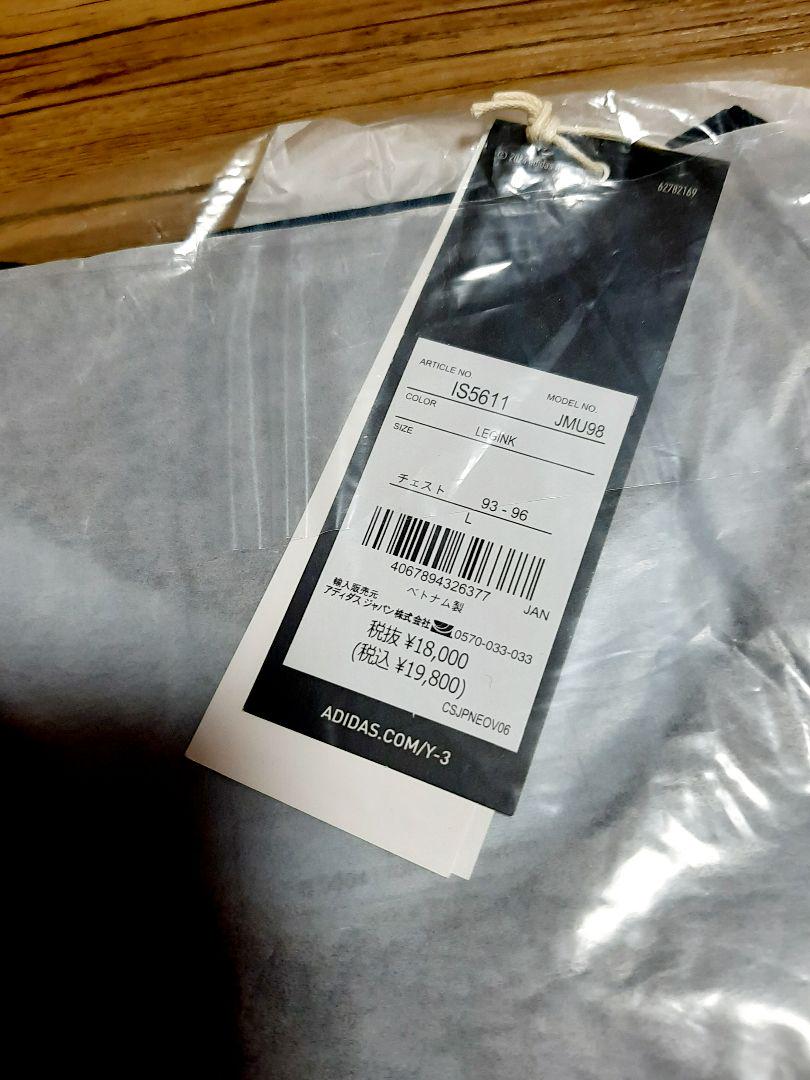 62782169
ARTICLE NO
IS5611
MODEL NO.
JMU98
COLOR
LEGINK
SIZE
チェスト 93 - 96
L
4067894326377
ベトナム製 JAN
輸入販売元
アディダス ジャパン株式会社 0570-033-033
税抜 ¥18,000
(税込 ¥19,800)
CSJPNEOV06
ADIDAS.COM/Y-3